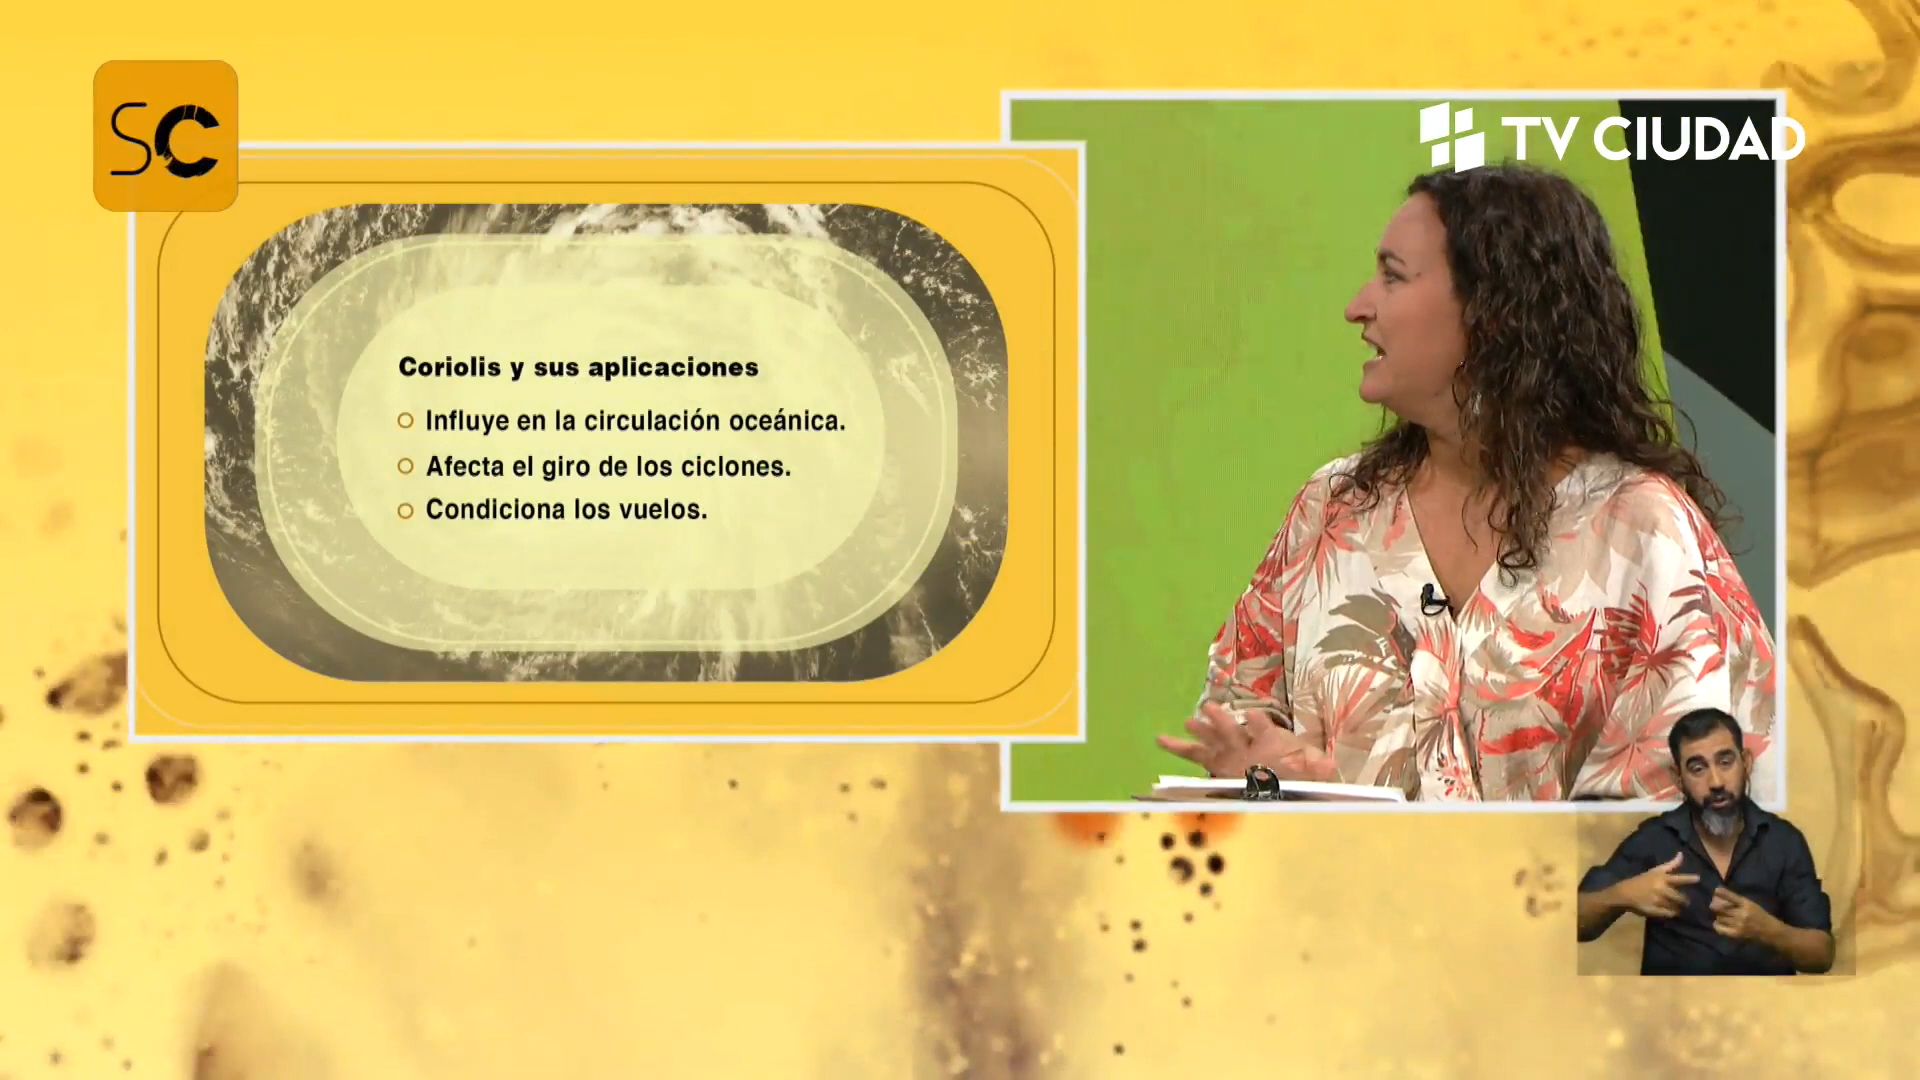 SC
TV CIUDAD
Coriolis y sus aplicaciones
Influye en la circulación oceánica.
Afecta el giro de los ciclones.
Condiciona los vuelos.